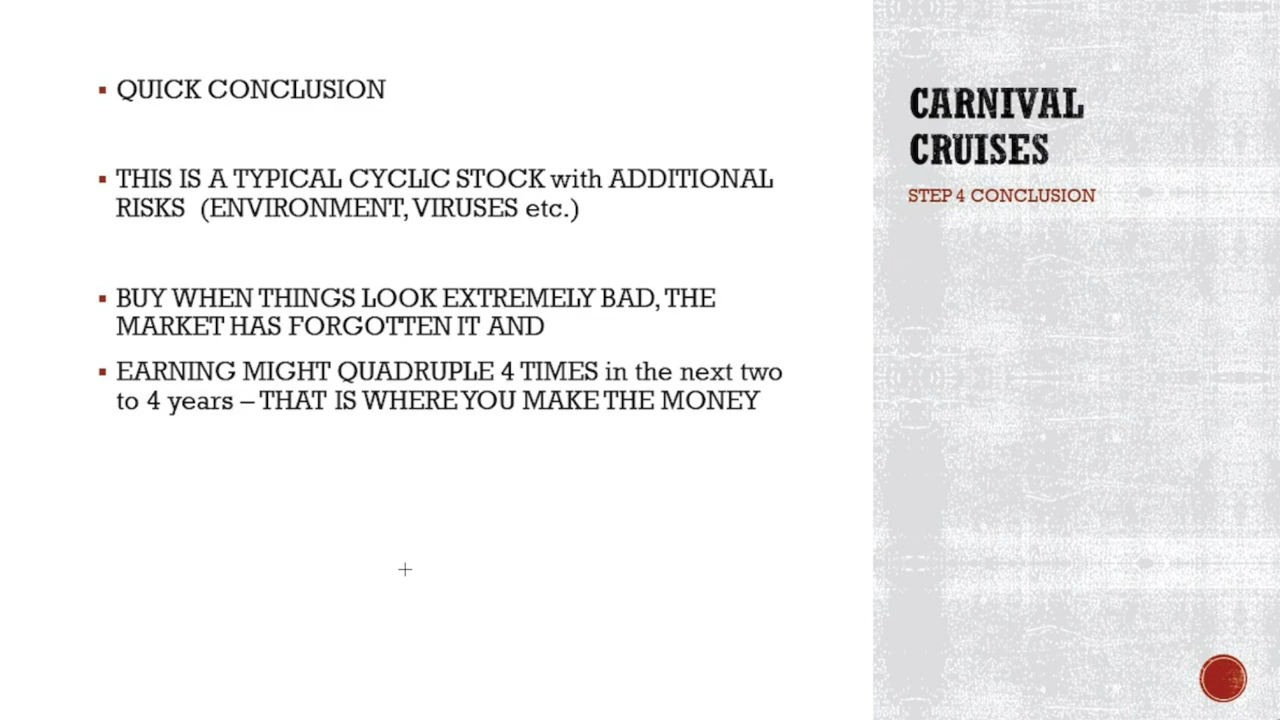 QUICK CONCLUSION
THIS IS A TYPICAL CYCLIC STOCK with ADDITIONAL
RISKS (ENVIRONMENT, VIRUSES etc.)
BUY WHEN THINGS LOOK EXTREMELY BAD, THE
MARKET HAS FORGOTTEN IT AND
EARNING MIGHT QUADRUPLE 4 TIMES in the next two
to 4 years – THAT IS WHERE YOU MAKE THE MONEY
CARNIVAL
CRUISES
STEP 4 CONCLUSION